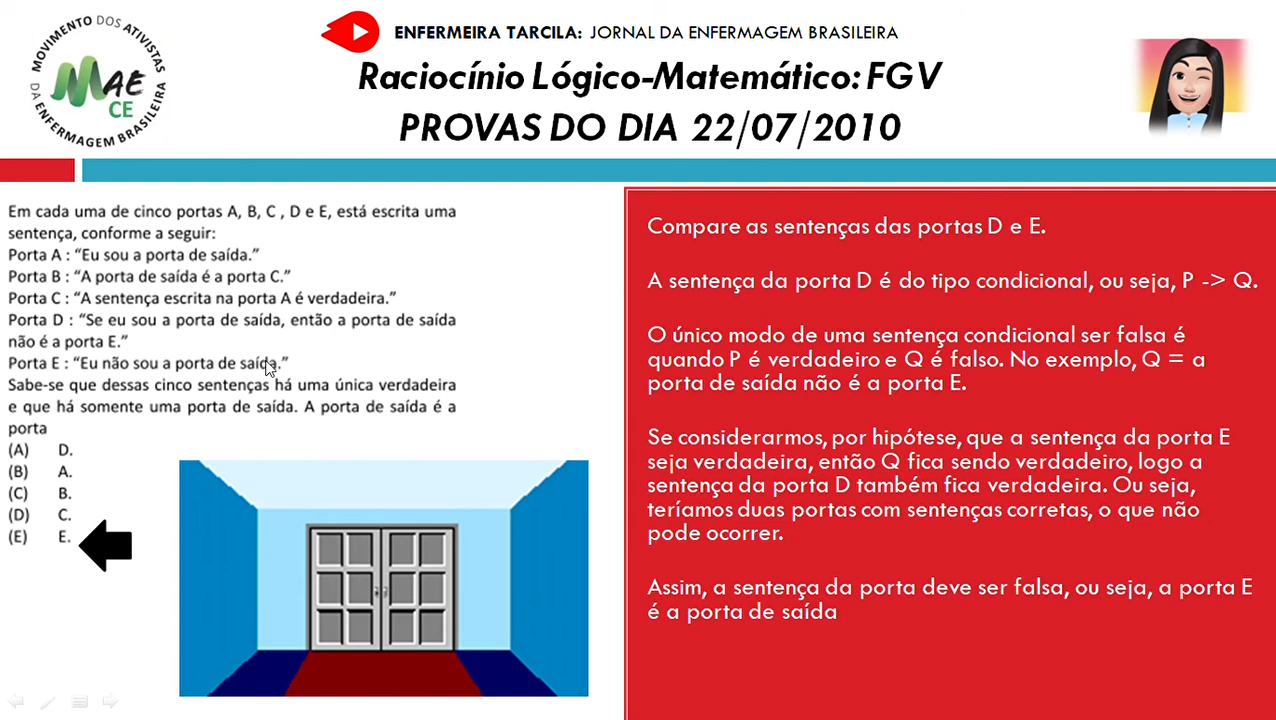 MOVIMENTO DOS ATIVISTAS
DA ENFERMAGEM BRASILEIRA
MAE
CE
ENFERMEIRA TARCILA: JORNAL DA ENFERMAGEM BRASILEIRA
Raciocínio Lógico-Matemático: FGV
PROVAS DO DIA 22/07/2010
Em cada uma de cinco portas A, B, C , D e E, está escrita uma
sentença, conforme a seguir:
Porta A : “Eu sou a porta de saída.”
Porta B : “A porta de saída é a porta C.”
Porta C : “A sentença escrita na porta A é verdadeira.”
Porta D : “Se eu sou a porta de saída, então a porta de saída
não é a porta E.”
Porta E : “Eu não sou a porta de saída.”
Sabe-se que dessas cinco sentenças há uma única verdadeira
e que há somente uma porta de saída. A porta de saída é a
porta
(A) D.
(B) A.
(C) B.
(D) C.
(E) E.
Compare as sentenças das portas D e E.
A sentença da porta D é do tipo condicional, ou seja, P -> Q.
O único modo de uma sentença condicional ser falsa é
quando P é verdadeiro e Q é falso. No exemplo, Q = a
porta de saída não é a porta E.
Se considerarmos, por hipótese, que a sentença da porta E
seja verdadeira, então Q fica sendo verdadeiro, logo a
sentença da porta D também fica verdadeira. Ou seja,
teríamos duas portas com sentenças corretas, o que não
pode ocorrer.
Assim, a sentença da porta deve ser falsa, ou seja, a porta E
é a porta de saída